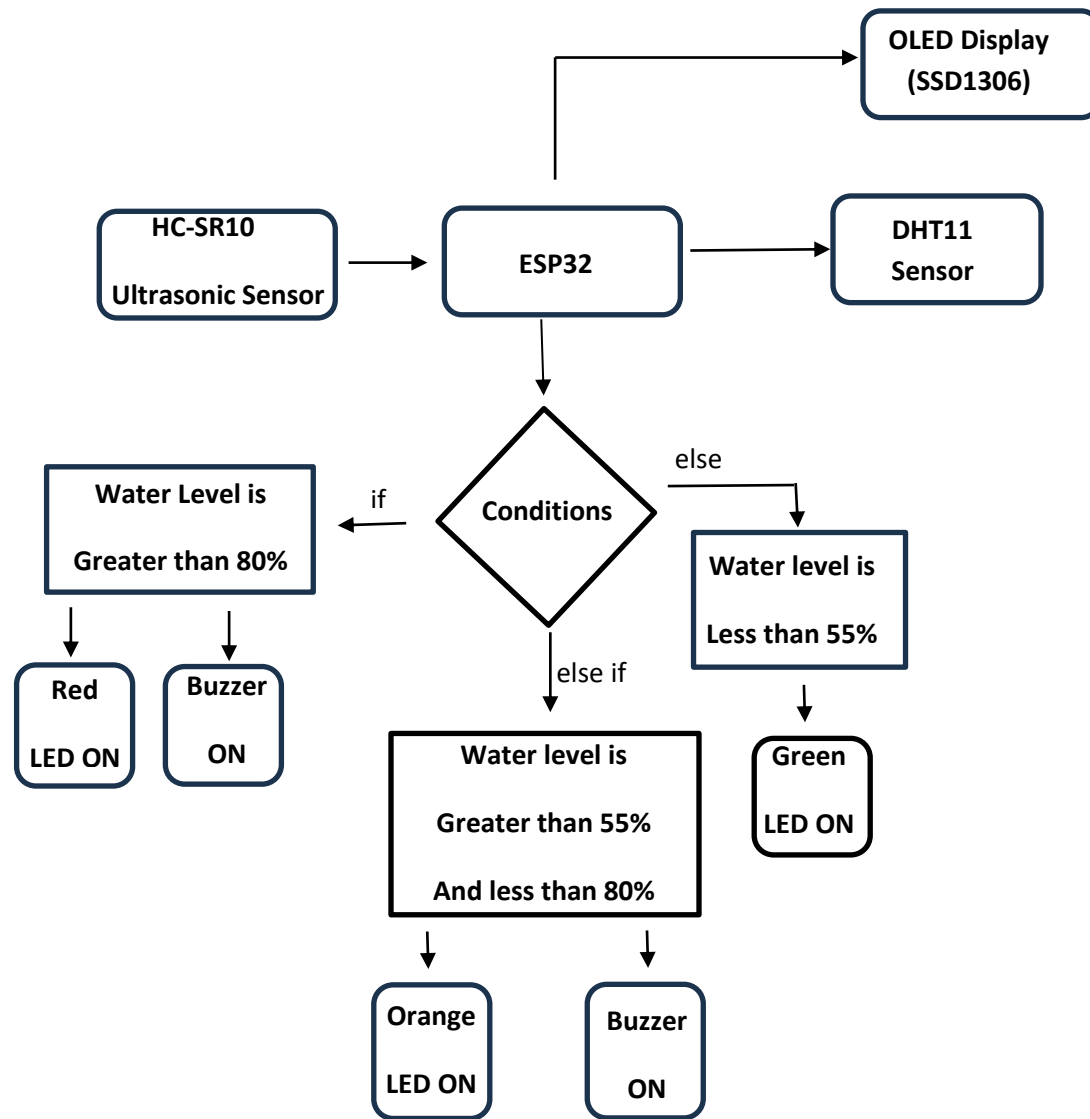 OLED Display
(SSD1306)
HC-SR10
Ultrasonic Sensor
ESP32
DHT11
Sensor
Conditions
if
else
else if
Water Level is
Greater than 80%
Water level is
Less than 55%
Red
LED ON
Buzzer
ON
Water level is
Greater than 55%
And less than 80%
Green
LED ON
Orange
LED ON
Buzzer
ON